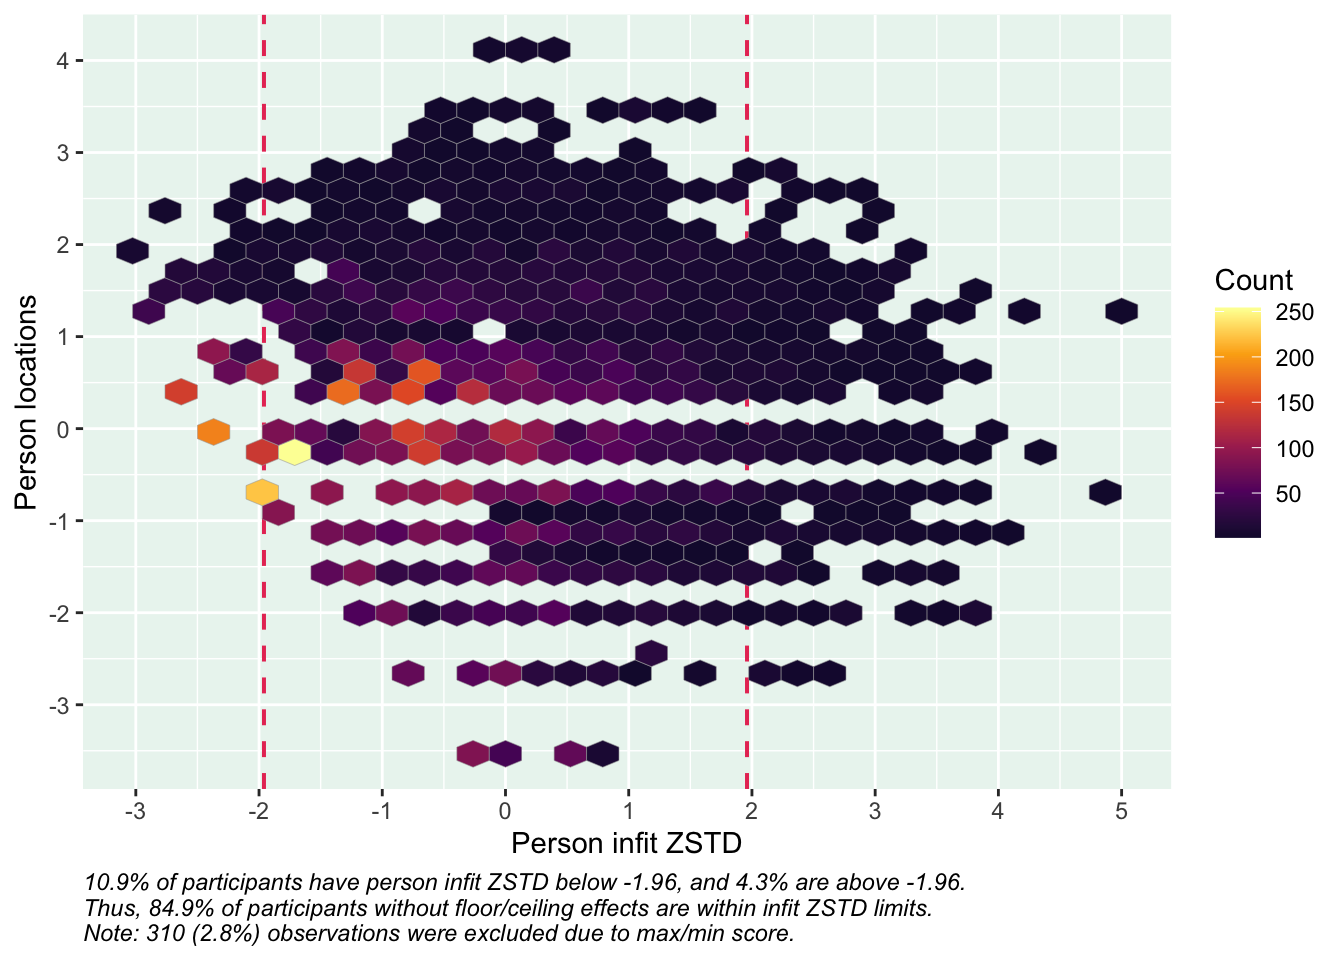 4
3
2
1
0
-1
-2
-3
Person locations
-3 -2 -1 0 1 2 3 4 5
Person infit ZSTD
Count
250
200
150
100
50
10.9% of participants have person infit ZSTD below -1.96, and 4.3% are above -1.96.
Thus, 84.9% of participants without floor/ceiling effects are within infit ZSTD limits.
Note: 310 (2.8%) observations were excluded due to max/min score.